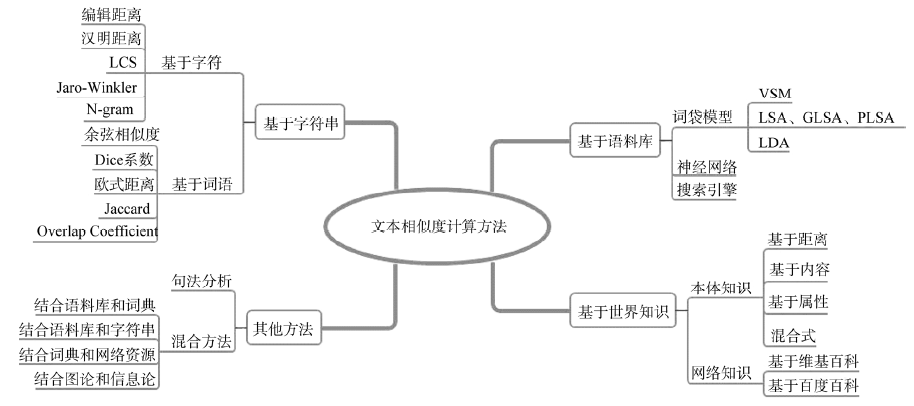 编辑距离
汉明距离
LCS
Jaro-Winkler
N-gram
基于字符
余弦相似度
Dice系数
欧式距离
Jaccard
Overlap Coefficient
基于词语
基于字符串
文本相似度计算方法
基于语料库
词袋模型
VSM
LSA、GLSA、PLSA
LDA
神经网络
搜索引擎
基于世界知识
本体知识
基于距离
基于内容
基于属性
混合式
网络知识
基于维基百科
基于百度百科
其他方法
句法分析
混合方法
结合语料库和词典
结合语料库和字符串
结合词典和网络资源
结合图论和信息论